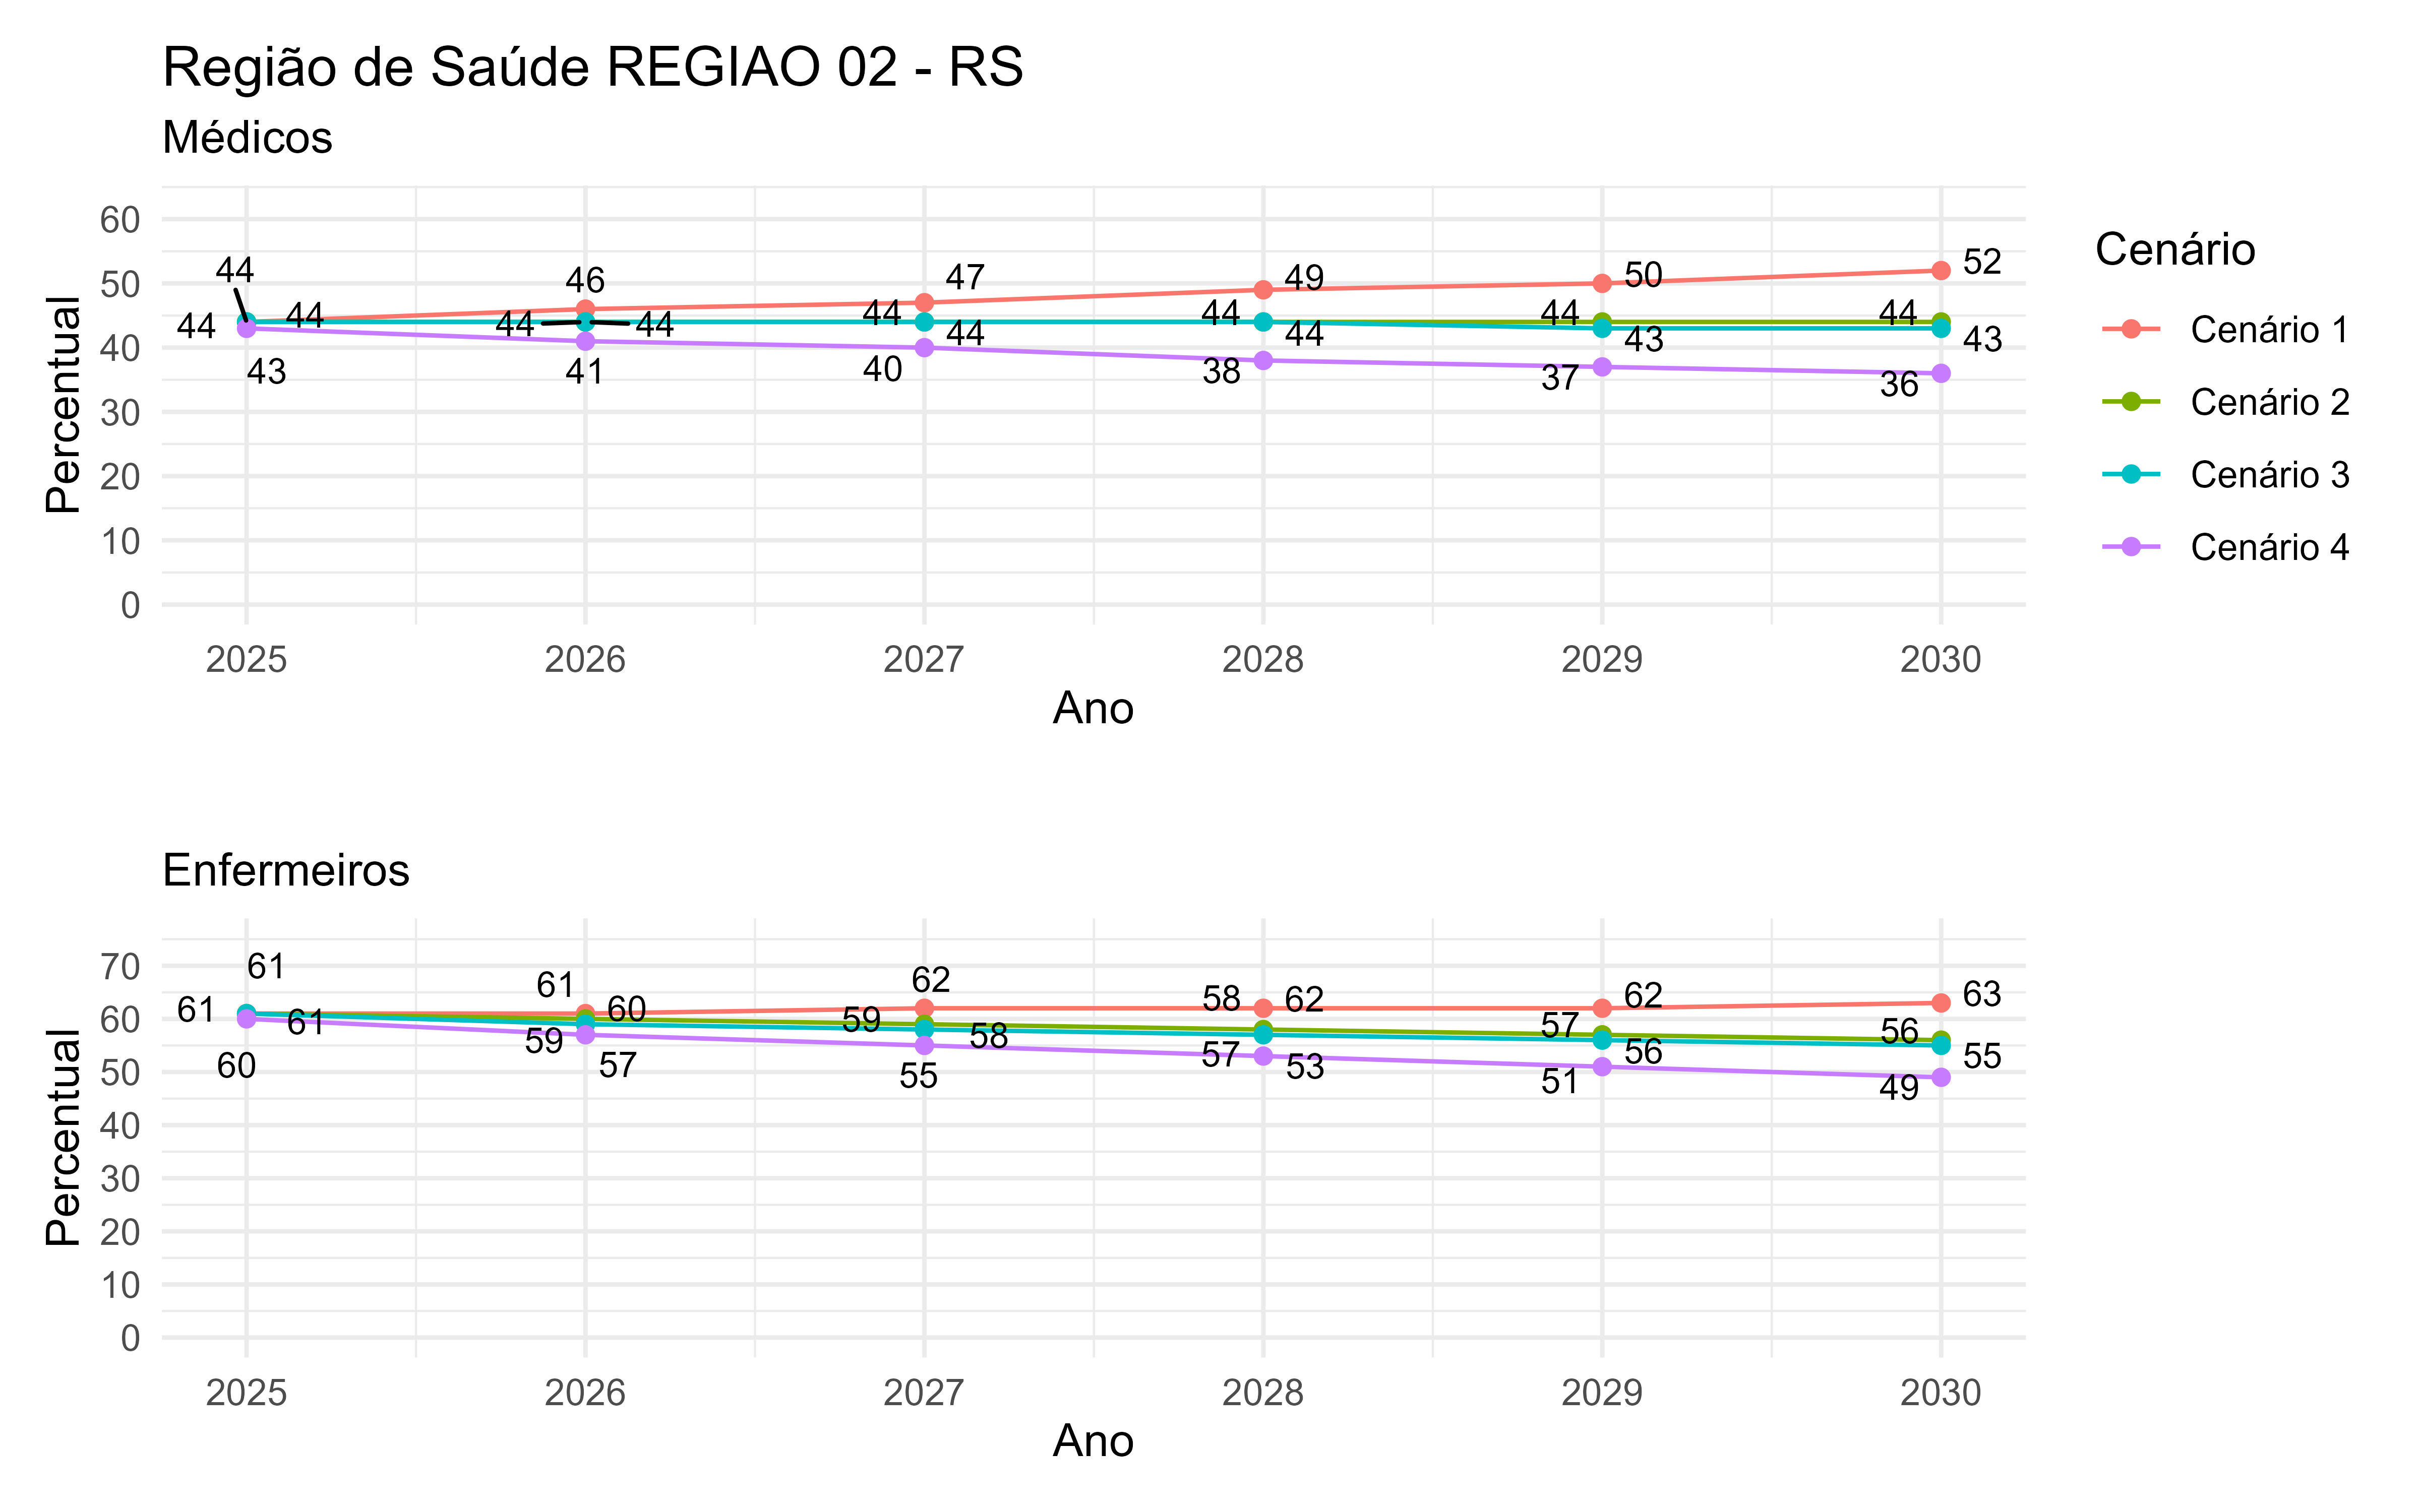 Região de Saúde REGIAO 02 - RS
Médicos
Percentual
60
50
40
30
20
10
0
44 44 44 43
46 44 44 41
47 44 44 40
49 44 44 38
50 44 43 37
52 44 43 36
2025 2026 2027 2028 2029 2030
Ano
Cenário
Cenário 1
Cenário 2
Cenário 3
Cenário 4
Enfermeiros
Percentual
70
60
50
40
30
20
10
0
61 61 61 60
61 60 59 57
62 59 58 55
58 62 57 53
62 57 56 51
63 56 55 49
2025 2026 2027 2028 2029 2030
Ano